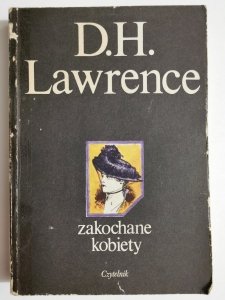 D.H.
Lawrence
zakochane
kobiety
Czytelnik